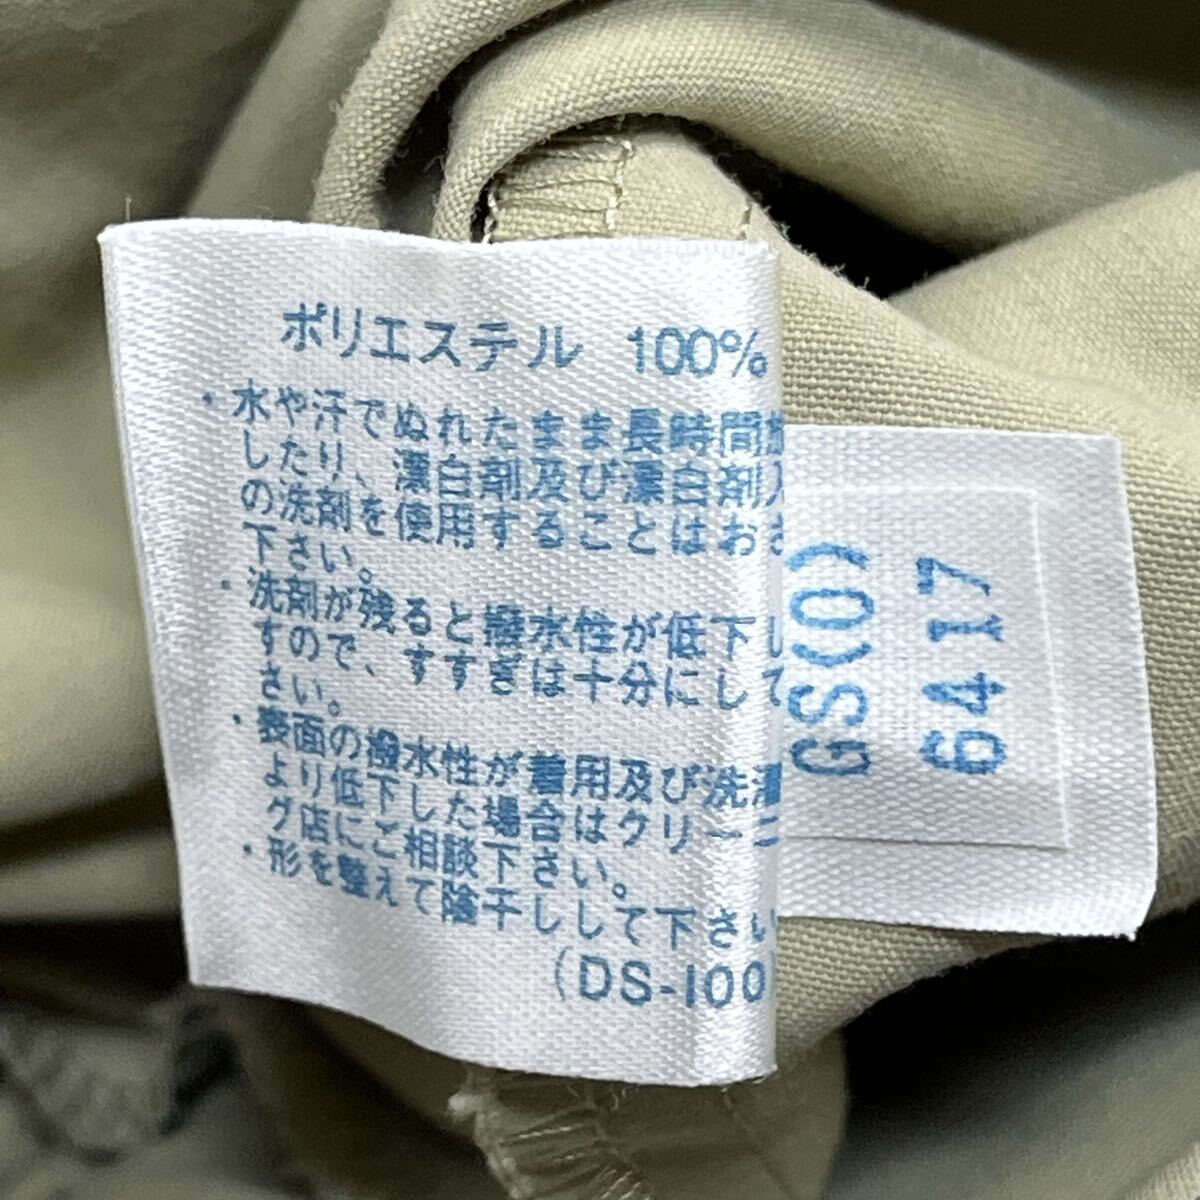 ポリエステル 100%
・水や汗でぬれたまま長時間放
したり、漂白剤及び漂白剤入
の洗剤を使用することはおさ
下さい。
・洗剤が残ると撥水性が低下し
すので、すすぎは十分にして
さい。
・表面の撥水性が着用及び洗濯
より低下した場合はクリーニ
グ店にご相談下さい。
・形を整えて陰干しして下さい
(DS-100
GS(0)
6417